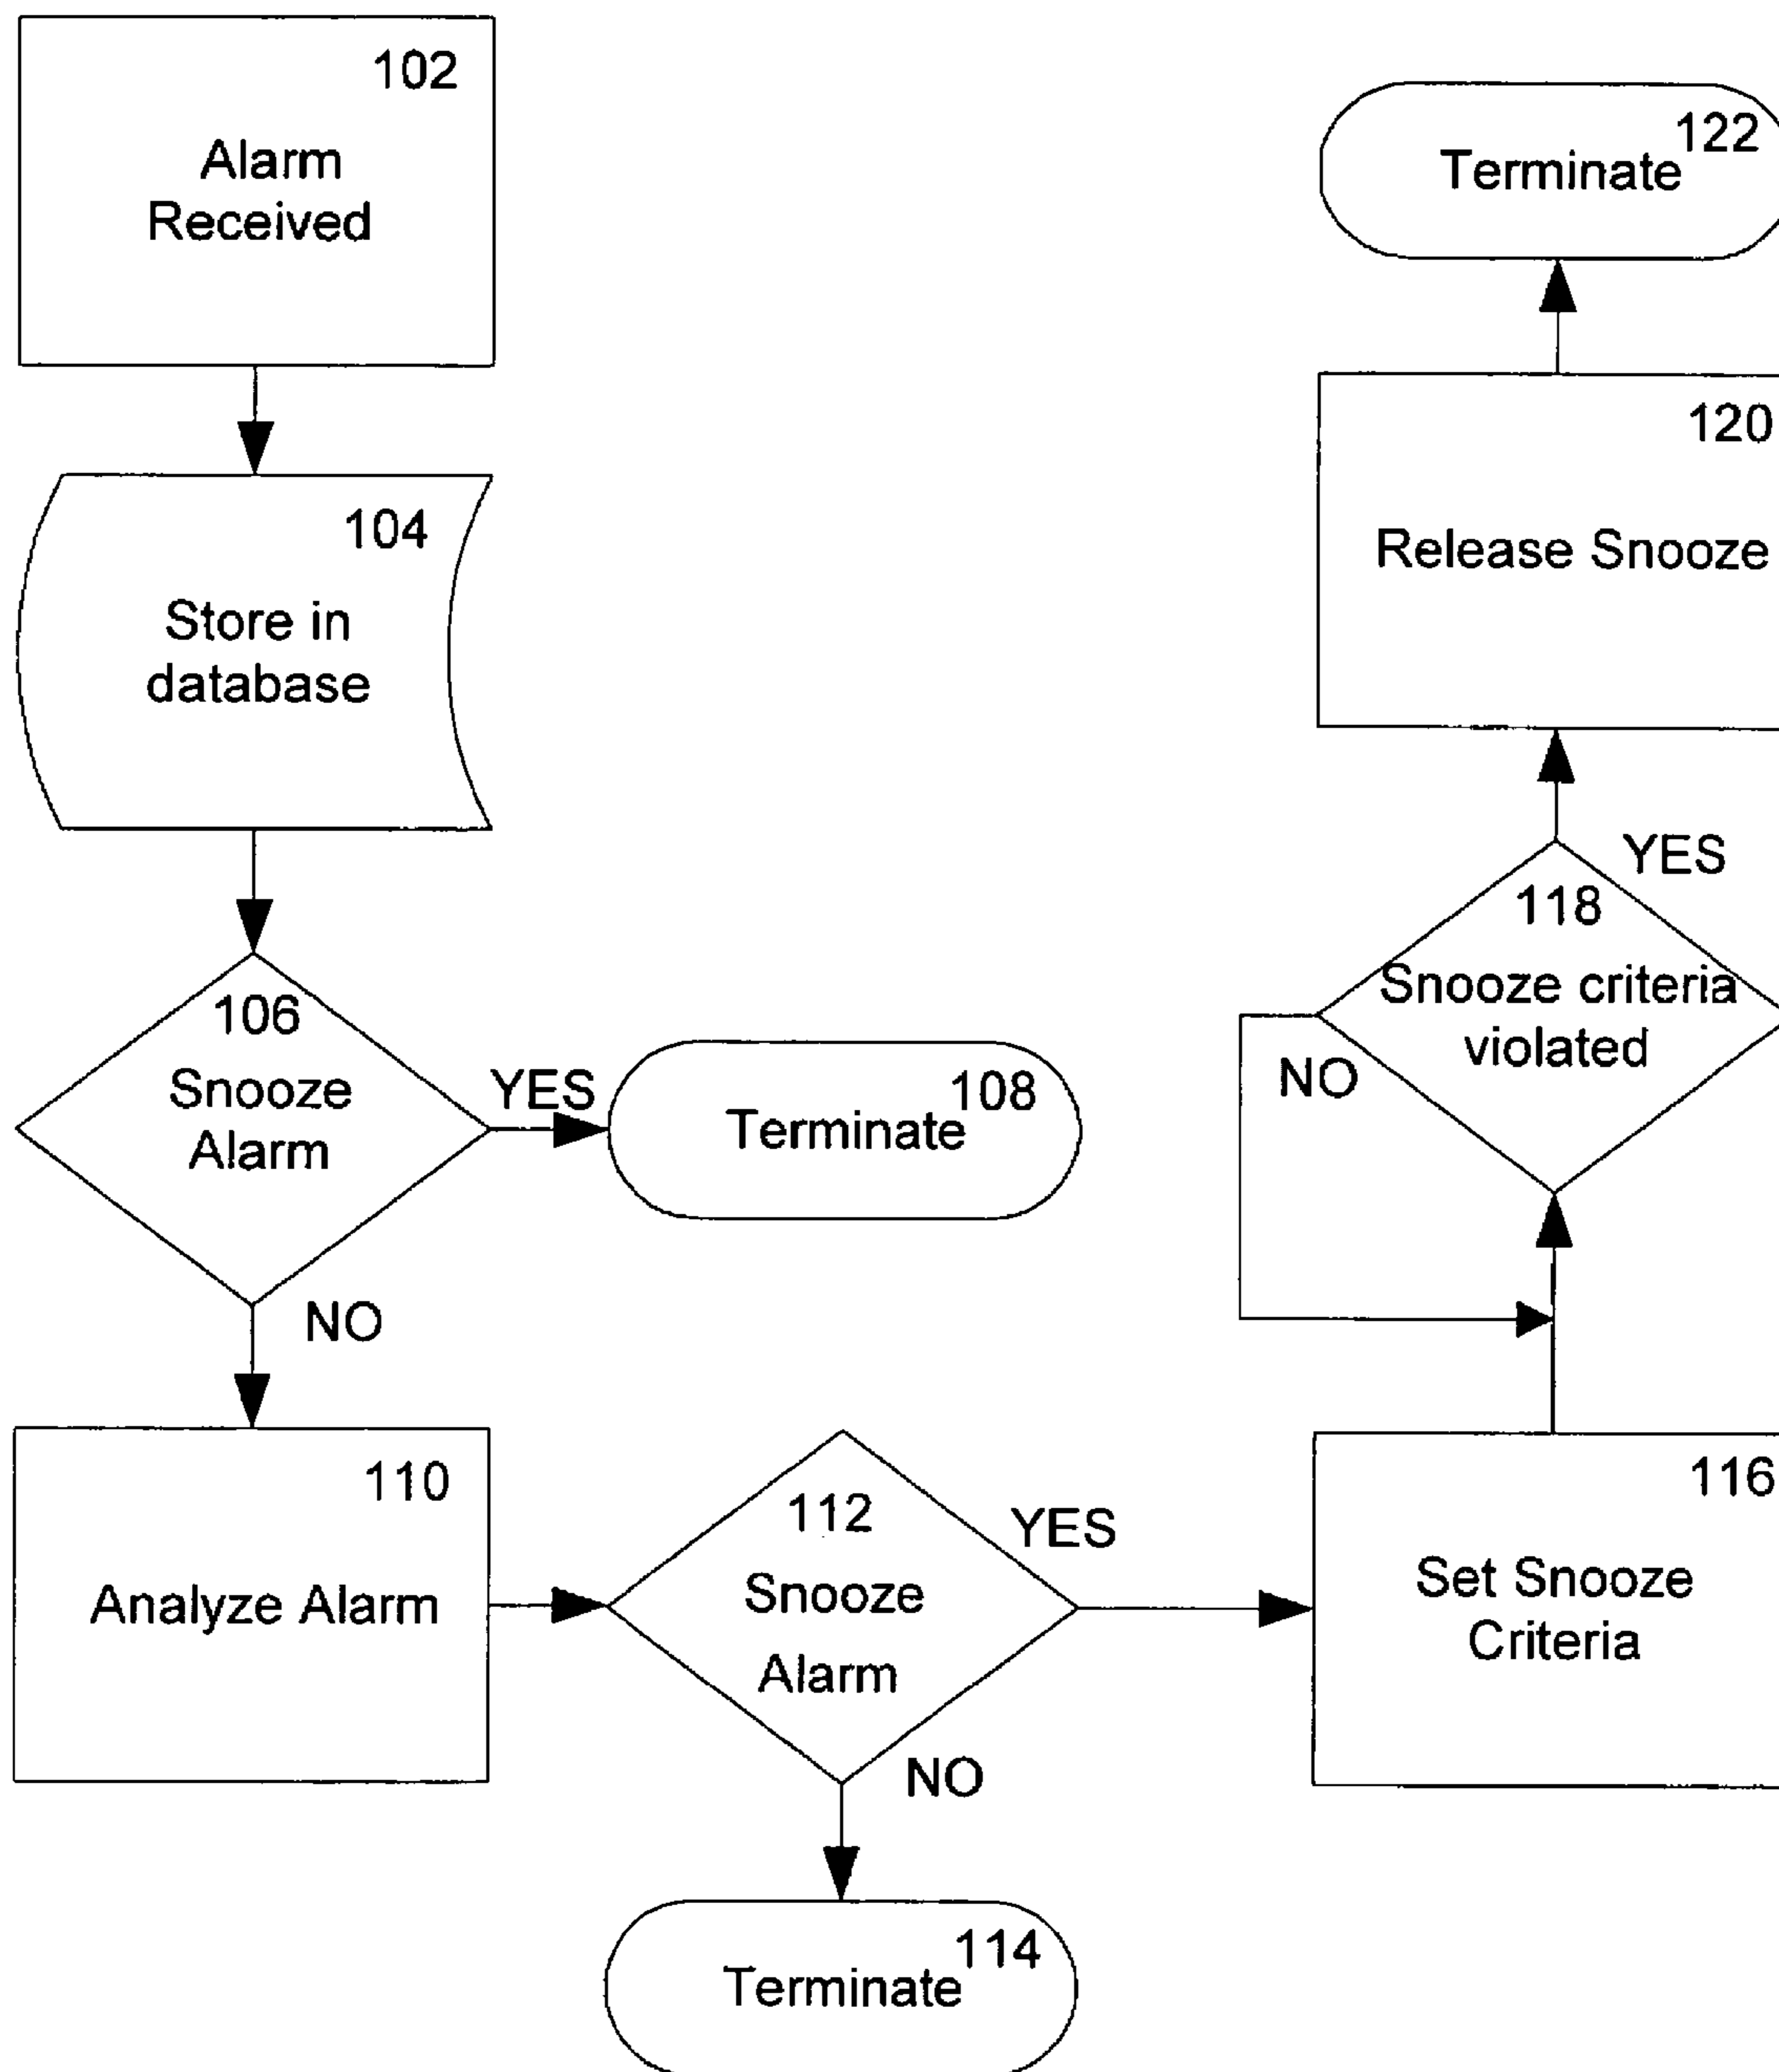 102
Alarm
Received
104
Store in
database
106
Snooze
Alarm
YES
NO
108
Terminate
110
Analyze Alarm
112
Snooze
Alarm
YES
NO
114
Terminate
116
Set Snooze
Criteria
118
Snooze criteria
violated
YES
NO
120
Release Snooze
122
Terminate